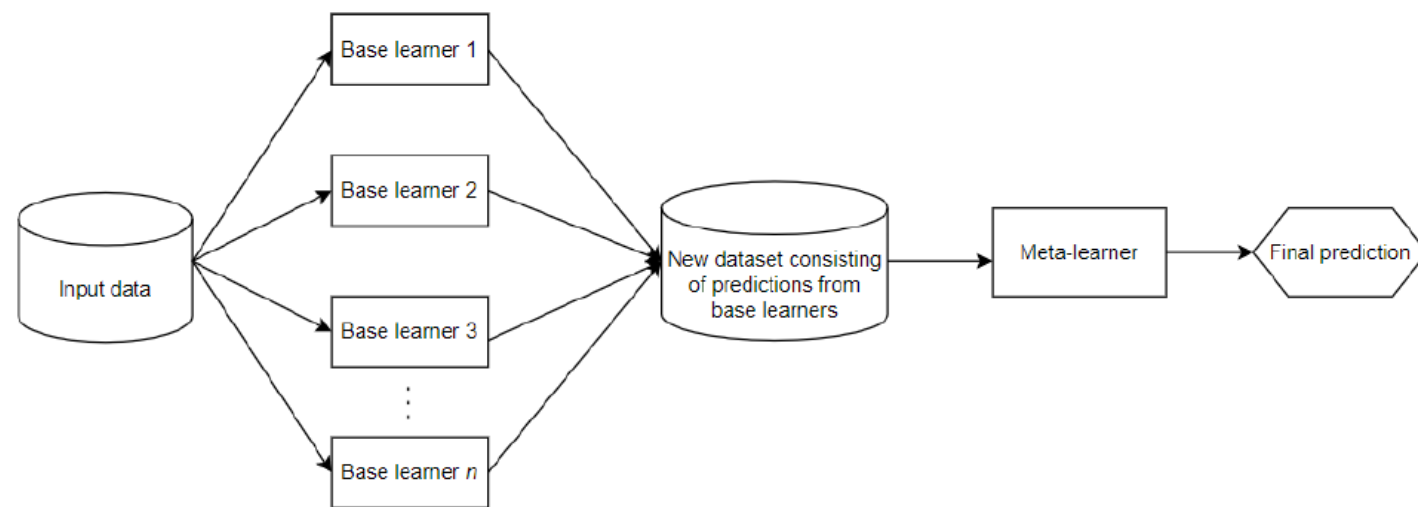 Base learner 1
Base learner 2
Input data
New dataset consisting
of predictions from
base learners
Meta-learner
Final prediction
Base learner 3
⋮
Base learner n